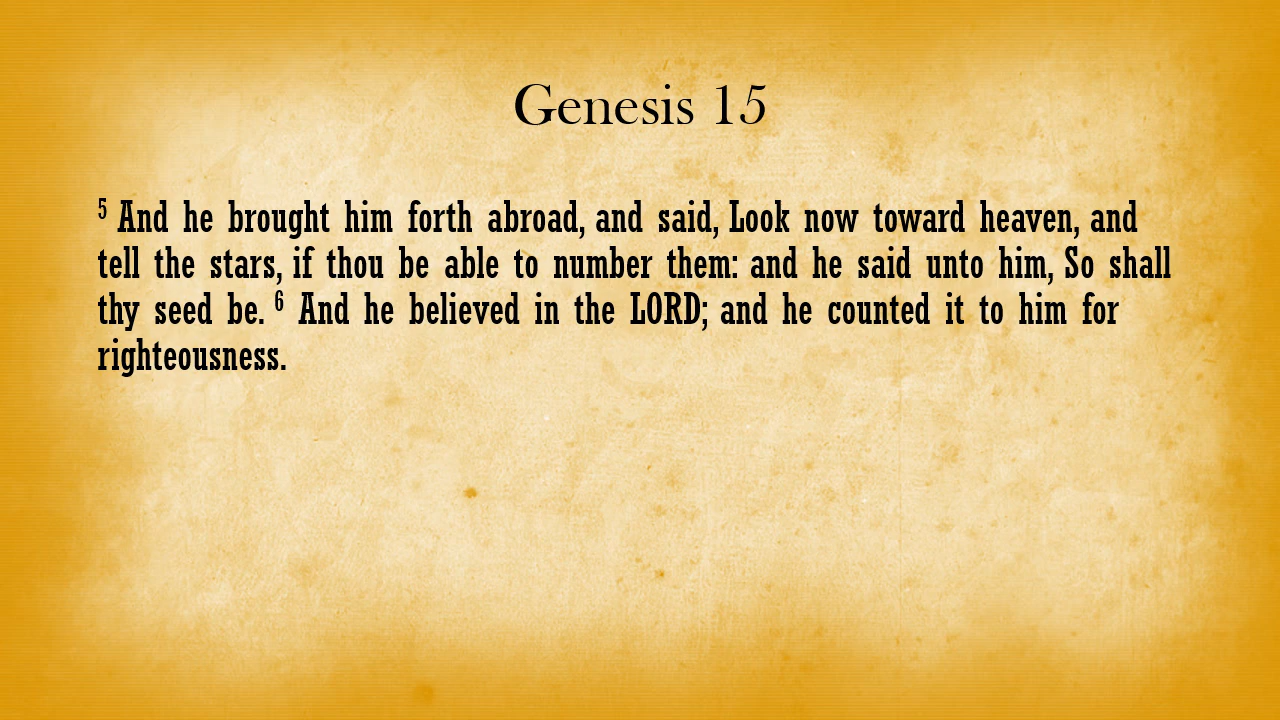 Genesis 15
5 And he brought him forth abroad, and said, Look now toward heaven, and
tell the stars, if thou be able to number them: and he said unto him, So shall
thy seed be. 6 And he believed in the LORD; and he counted it to him for
righteousness.